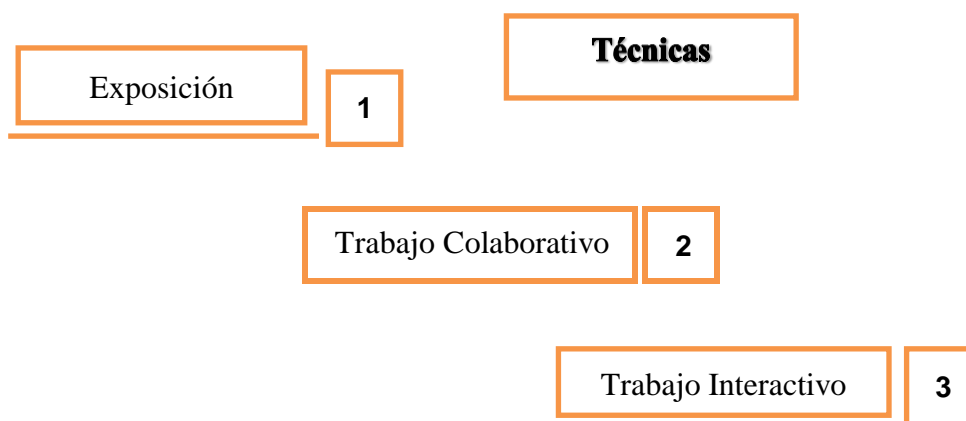 Técnicas
Exposición
1
Trabajo Colaborativo
2
Trabajo Interactivo
3